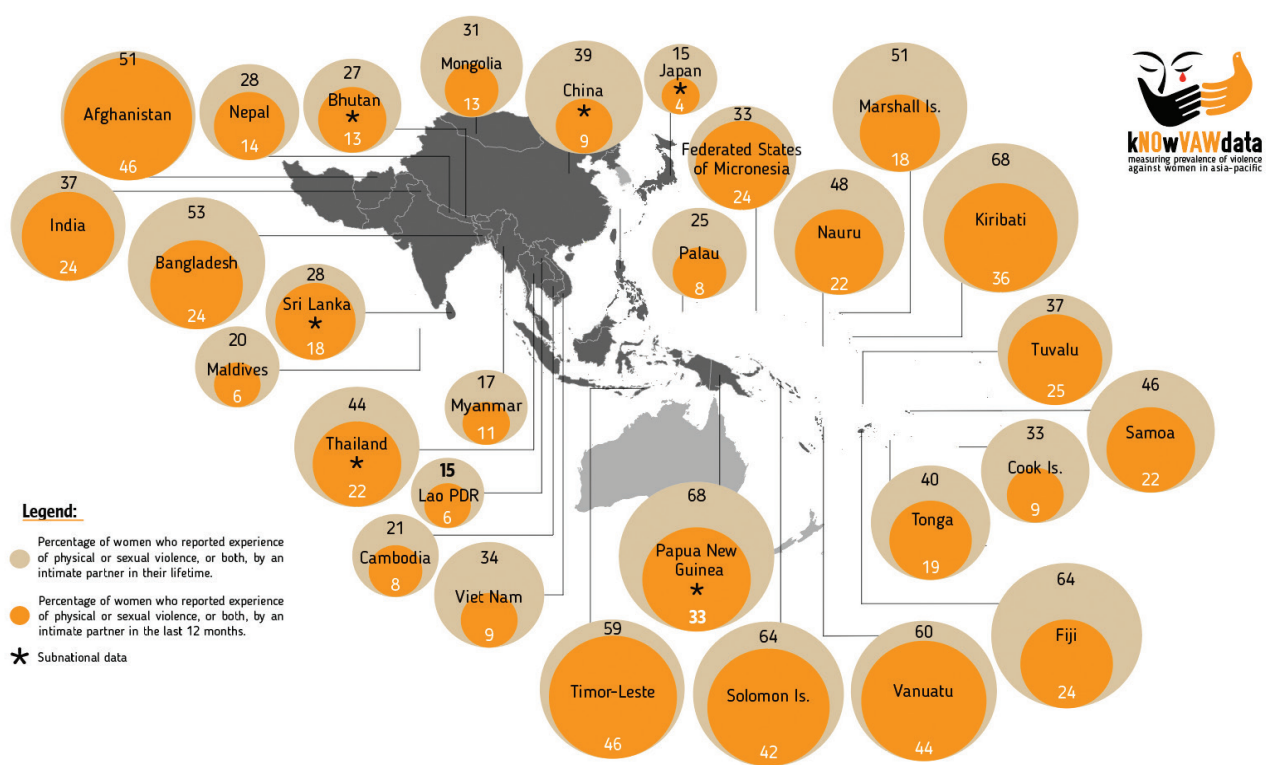 51
Afghanistan
46
28
Nepal
14
27
Bhutan
*
13
31
Mongolia
13
39
China
*
9
15
Japan
*
4
33
Federated States
of Micronesia
24
51
Marshall Is.
18
kNOwVAWdata
measuring prevalence of violence
against women in asia-pacific
37
India
24
53
Bangladesh
24
28
Sri Lanka
*
18
20
Maldives
6
25
Palau
8
48
Nauru
22
68
Kiribati
36
37
Tuvalu
25
17
Myanmar
11
44
Thailand
*
22
15
Lao PDR
6
21
Cambodia
8
34
Viet Nam
9
46
Samoa
22
33
Cook Is.
9
40
Tonga
19
68
Papua New
Guinea
*
33
59
Timor-Leste
46
64
Solomon Is.
42
60
Vanuatu
44
64
Fiji
24
Legend:
Percentage of women who reported experience
of physical or sexual violence, or both, by an
intimate partner in their lifetime.
Percentage of women who reported experience
of physical or sexual violence, or both, by an
intimate partner in the last 12 months.
* Subnational data